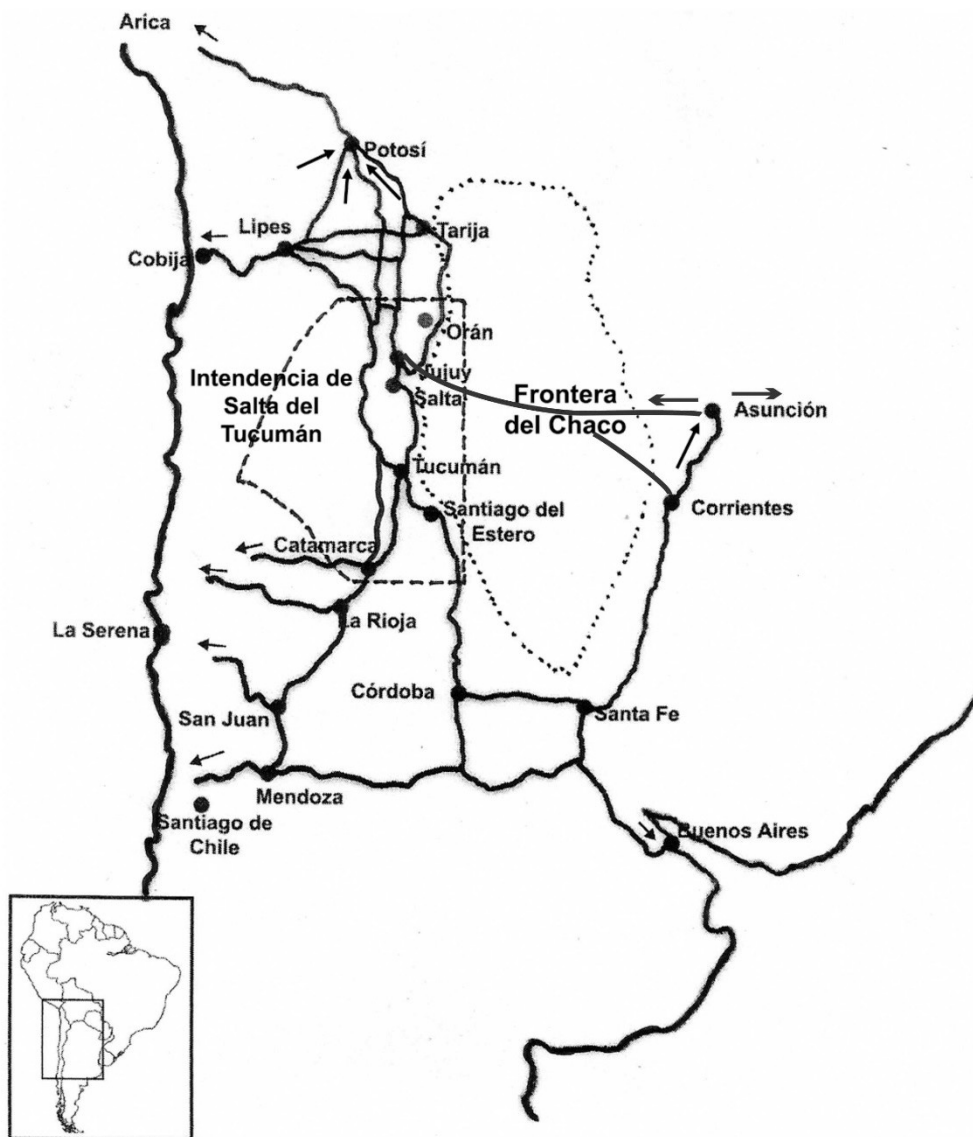 Arica
Potosí
Lipes
Tarija
Cobija
Orán
Intendencia de
Salta del
Tucumán
Jujuy
Salta
Frontera
del Chaco
Asunción
Tucumán
Santiago del
Estero
Corrientes
Catamarca
La Rioja
La Serena
Córdoba
San Juan
Santa Fe
Mendoza
Santiago de
Chile
Buenos Aires